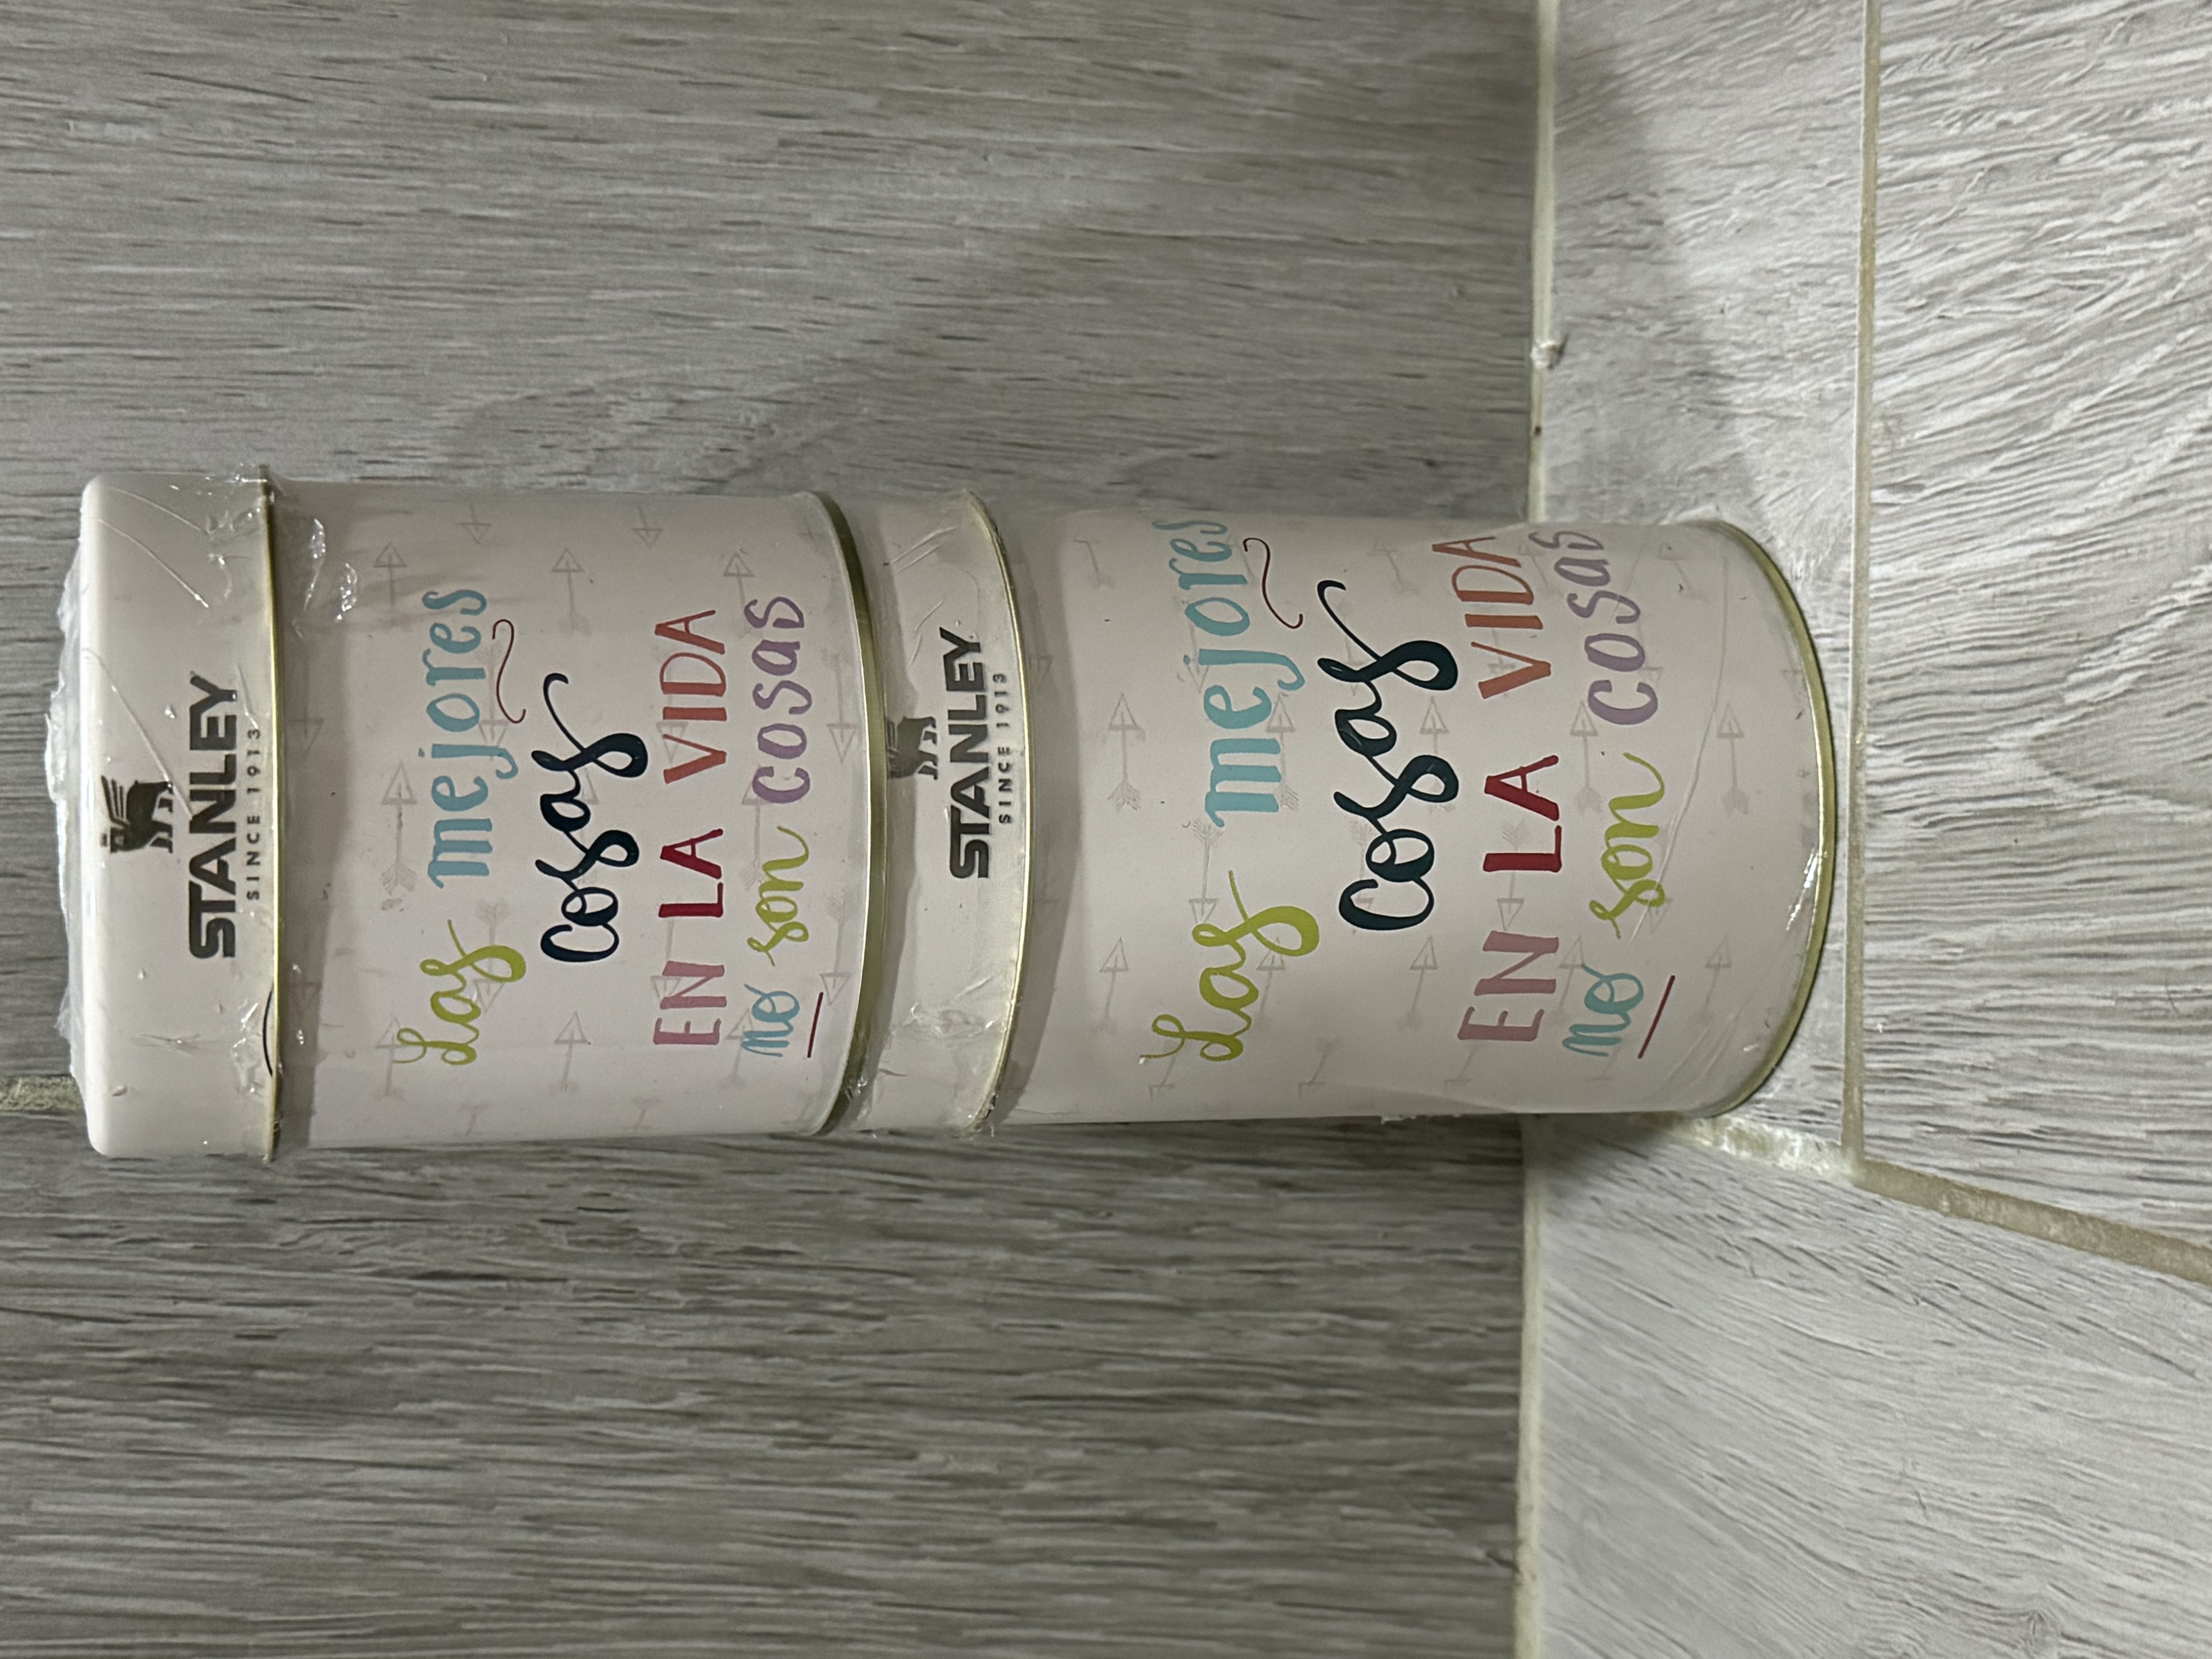 STANLEY
SINCE 1913
Las mejores
Cosas
EN LA VIDA
no son cosas
STANLEY
SINCE 1913
Las mejores
Cosas
EN LA VIDA
no son cosas